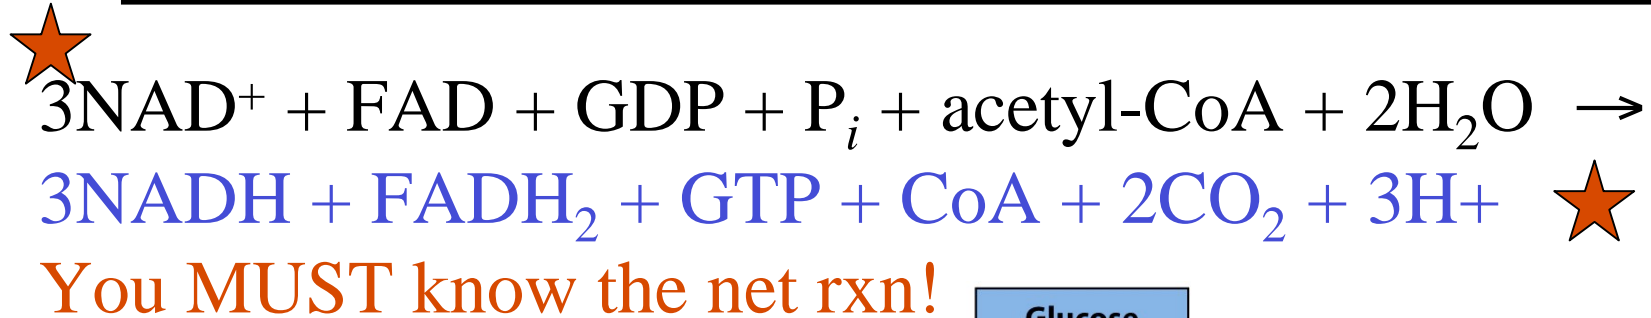 3NAD⁺ + FAD + GDP + Pᵢ + acetyl-CoA + 2H₂O →
3NADH + FADH₂ + GTP + CoA + 2CO₂ + 3H+
You MUST know the net rxn!
Glucose